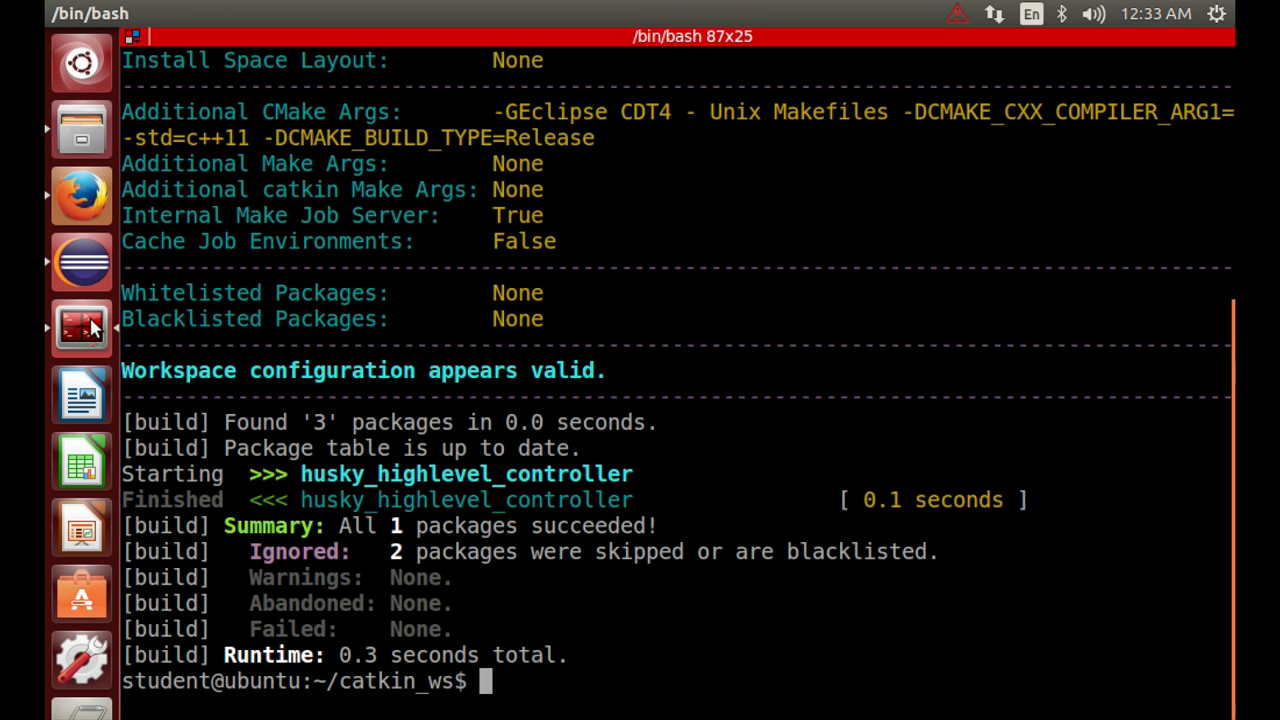 /bin/bash
En
12:33 AM
/bin/bash 87x25
Install Space Layout: None
--------------------------------------------------------------------------------------
Additional CMake Args: -GEclipse CDT4 - Unix Makefiles -DCMAKE_CXX_COMPILER_ARG1=
-std=c++11 -DCMAKE_BUILD_TYPE=Release
Additional Make Args: None
Additional catkin Make Args: None
Internal Make Job Server: True
Cache Job Environments: False
--------------------------------------------------------------------------------------
Whitelisted Packages: None
Blacklisted Packages: None
--------------------------------------------------------------------------------------
Workspace configuration appears valid.
--------------------------------------------------------------------------------------
[build] Found '3' packages in 0.0 seconds.
[build] Package table is up to date.
Starting >>> husky_highlevel_controller
Finished <<< husky_highlevel_controller [ 0.1 seconds ]
[build] Summary: All 1 packages succeeded!
[build] Ignored: 2 packages were skipped or are blacklisted.
[build] Warnings: None.
[build] Abandoned: None.
[build] Failed: None.
[build] Runtime: 0.3 seconds total.
student@ubuntu:~/catkin_ws$